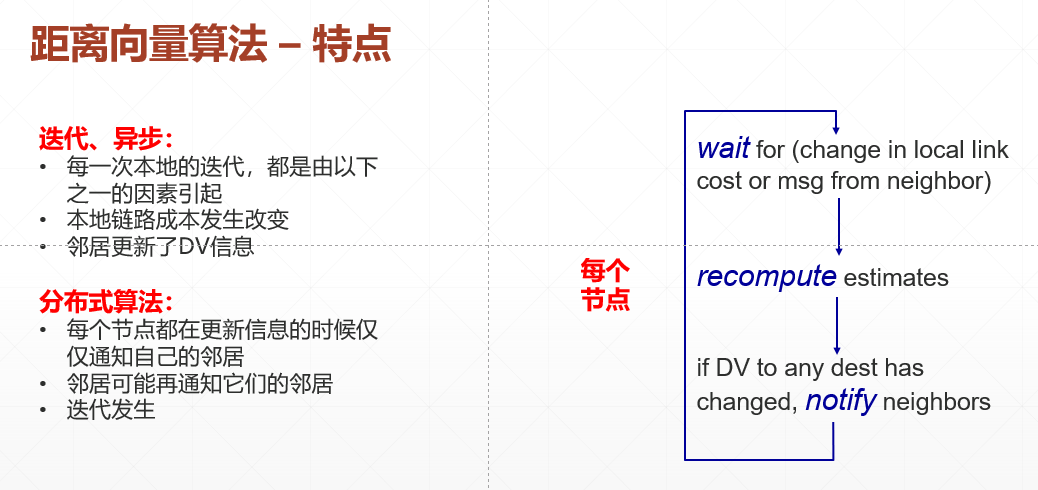 距离向量算法 – 特点
迭代、异步：
• 每一次本地的迭代，都是由以下
之一的因素引起
• 本地链路成本发生改变
• 邻居更新了DV信息
分布式算法：
• 每个节点都在更新信息的时候仅
仅通知自己的邻居
• 邻居可能再通知它们的邻居
• 迭代发生
每个
节点
wait for (change in local link
cost or msg from neighbor)
recompute estimates
if DV to any dest has
changed, notify neighbors